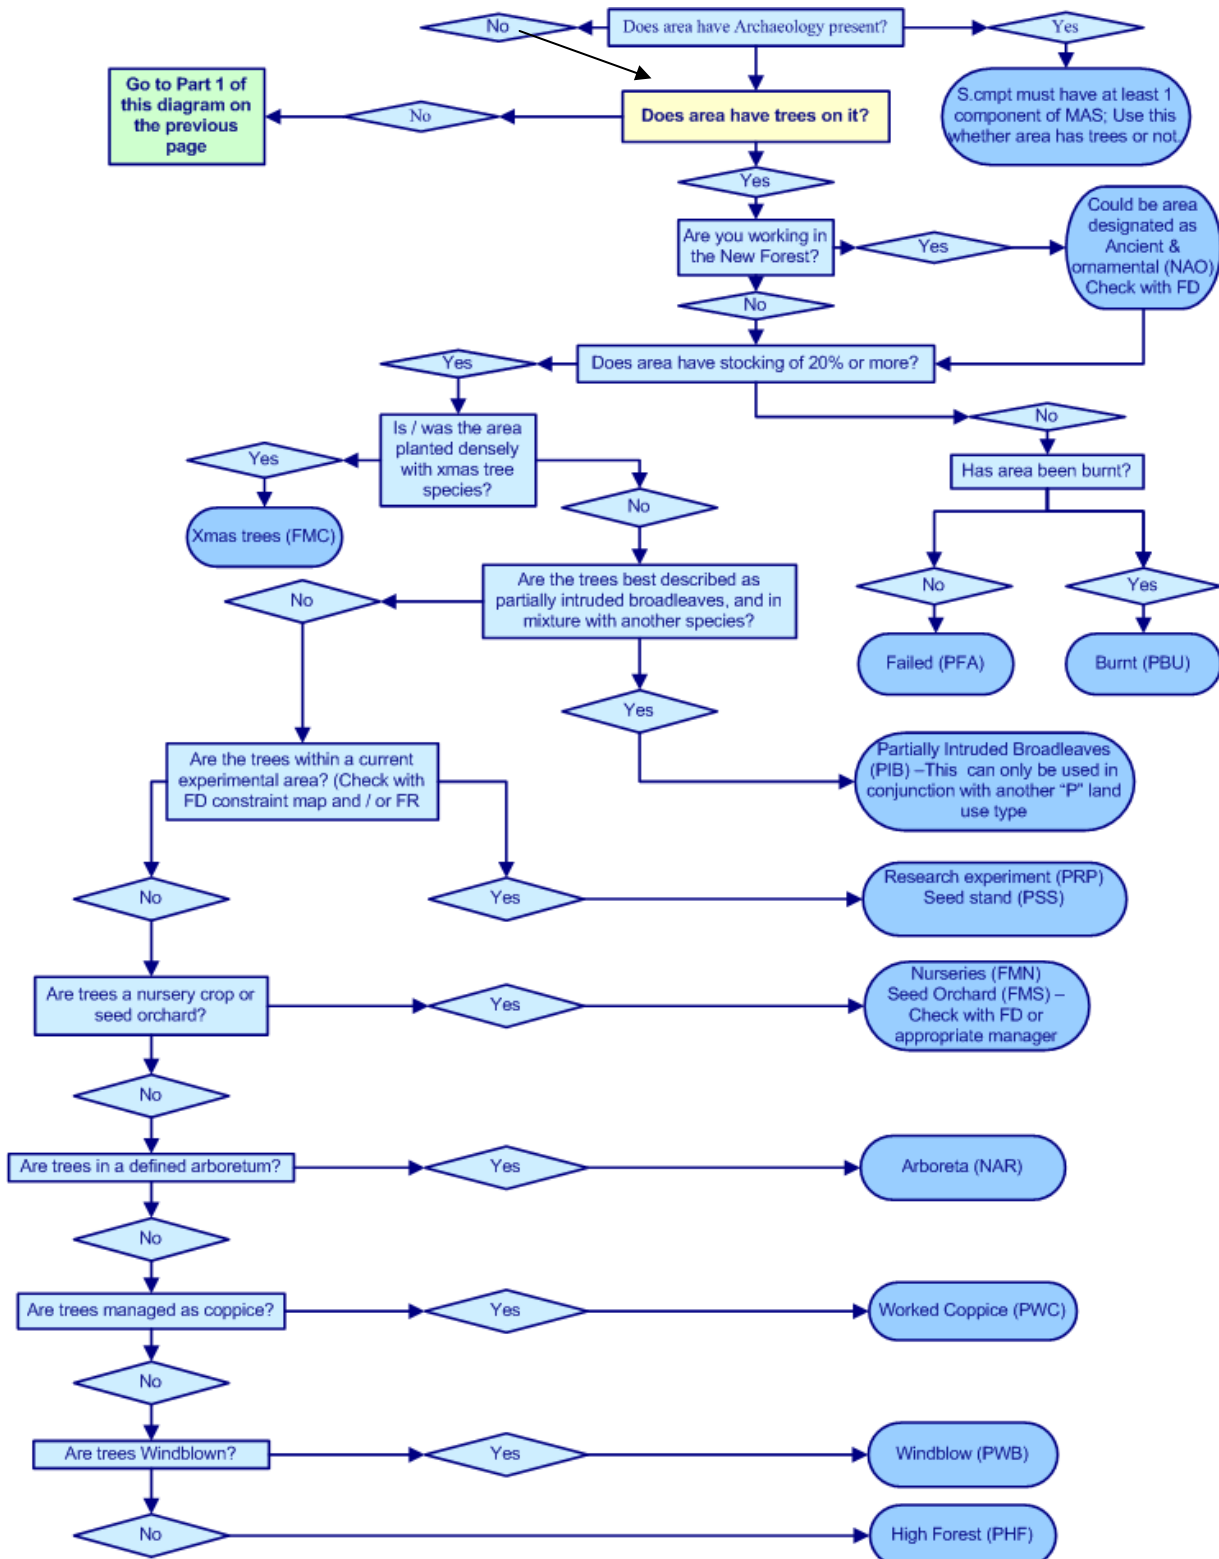 No
Does area have Archaeology present?
Yes
Go to Part 1 of
this diagram on
the previous
page
No
Does area have trees on it?
S.cmpt must have at least 1
component of MAS; Use this
whether area has trees or not.
Yes
Are you working in
the New Forest?
Yes
Could be area
designated as
Ancient &
ornamental (NAO)
Check with FD
No
Yes
Does area have stocking of 20% or more?
No
Is / was the area
planted densely
with xmas tree
species?
Yes
Has area been burnt?
No
Xmas trees (FMC)
No
Yes
No
Are the trees best described as
partially intruded broadleaves, and in
mixture with another species?
Failed (PFA)
Burnt (PBU)
Yes
Are the trees within a current
experimental area? (Check with
FD constraint map and / or FR
Partially Intruded Broadleaves
(PIB) –This can only be used in
conjunction with another “P” land
use type
No
Yes
Research experiment (PRP)
Seed stand (PSS)
Are trees a nursery crop or
seed orchard?
Yes
Nurseries (FMN)
Seed Orchard (FMS) –
Check with FD or
appropriate manager
No
Are trees in a defined arboretum?
Yes
Arboreta (NAR)
No
Are trees managed as coppice?
Yes
Worked Coppice (PWC)
No
Are trees Windblown?
Yes
Windblow (PWB)
No
High Forest (PHF)